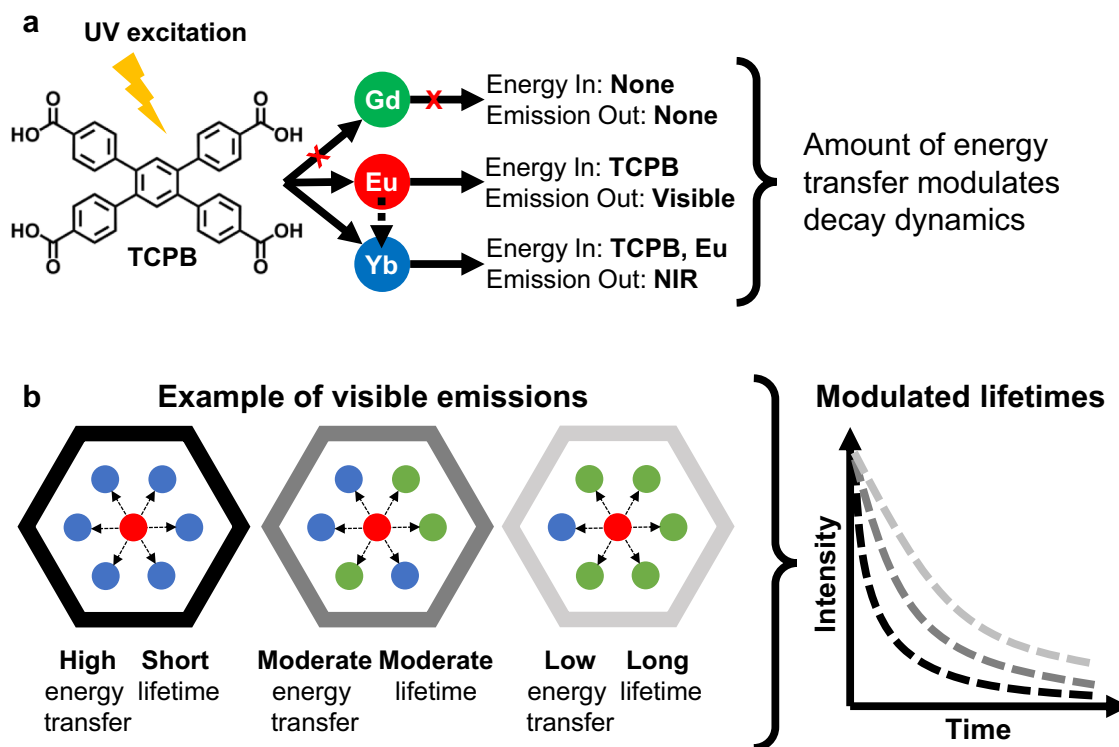 a
UV excitation
O
OH
HO
O
HO
O
O
OH
TCPB
Gd
Eu
Yb
X
X
Energy In: None
Emission Out: None
Energy In: TCPB
Emission Out: Visible
Energy In: TCPB, Eu
Emission Out: NIR
Amount of energy
transfer modulates
decay dynamics
b
Example of visible emissions
High
energy
transfer
Short
lifetime
Moderate
energy
transfer
Moderate
lifetime
Low
energy
transfer
Long
lifetime
Modulated lifetimes
Intensity
Time